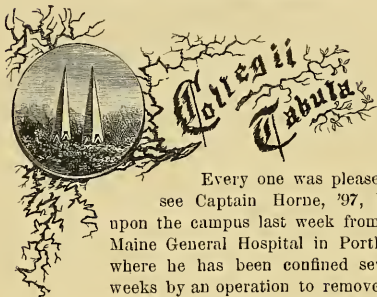 Collegii
Tabula
Every one was please
see Captain Horne, '97,
upon the campus last week from
Maine General Hospital in Portl
where he has been confined sev
weeks by an operation to remove